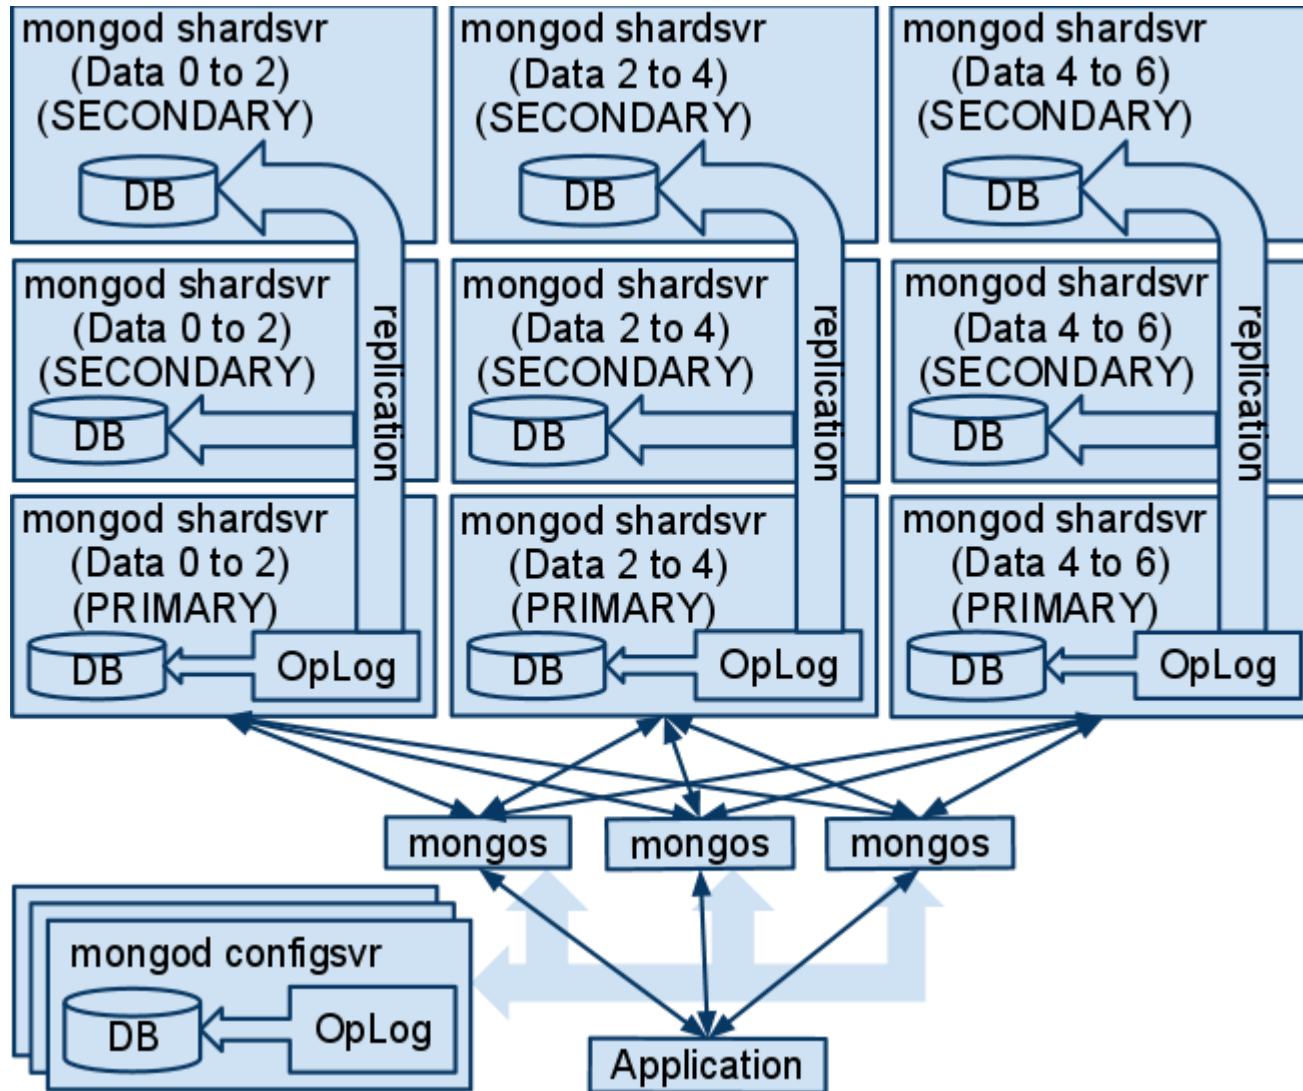 mongod shardsvr
(Data 0 to 2)
(SECONDARY)
DB
mongod shardsvr
(Data 2 to 4)
(SECONDARY)
DB
mongod shardsvr
(Data 4 to 6)
(SECONDARY)
DB
mongod shardsvr
(Data 0 to 2)
(SECONDARY)
DB
replication
mongod shardsvr
(Data 2 to 4)
(SECONDARY)
DB
replication
mongod shardsvr
(Data 4 to 6)
(SECONDARY)
DB
replication
mongod shardsvr
(Data 0 to 2)
(PRIMARY)
DB
OpLog
mongod shardsvr
(Data 2 to 4)
(PRIMARY)
DB
OpLog
mongod shardsvr
(Data 4 to 6)
(PRIMARY)
DB
OpLog
mongos
mongos
mongos
mongod configsvr
DB
OpLog
Application